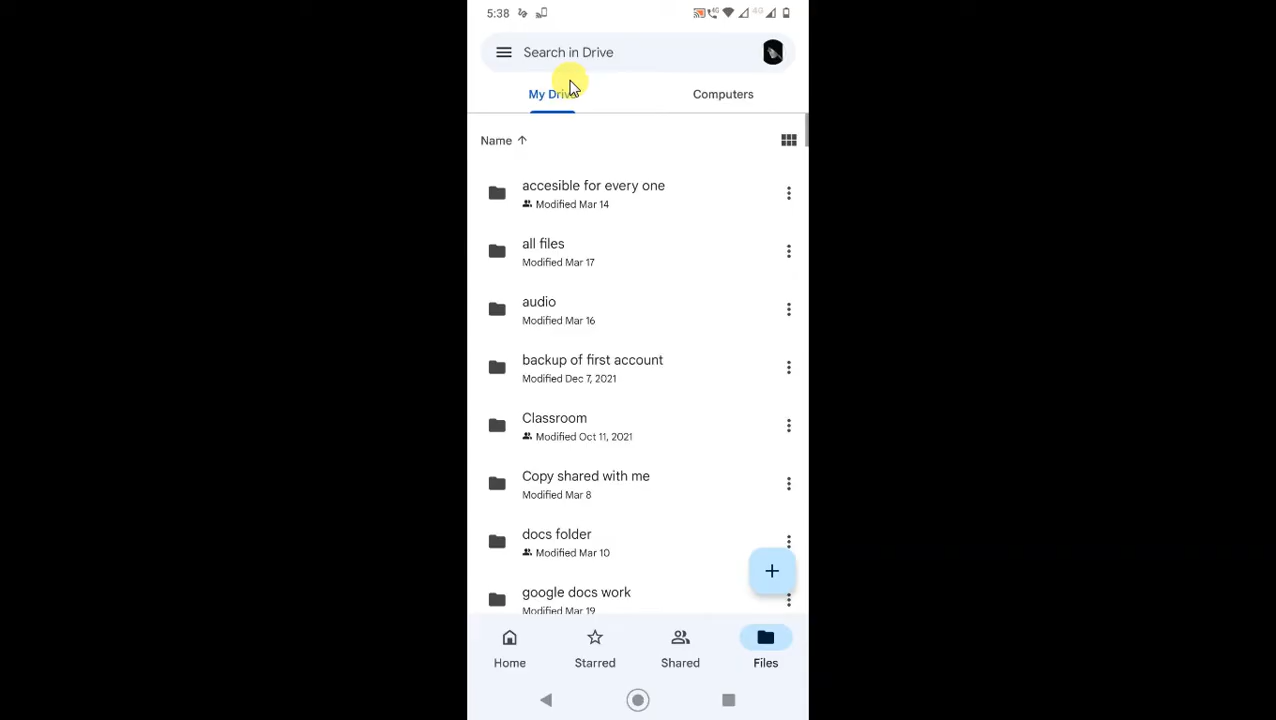 5:38
4G 4G
Search in Drive
My Drive Computers
Name
accesible for every one
Modified Mar 14
all files
Modified Mar 17
audio
Modified Mar 16
backup of first account
Modified Dec 7, 2021
Classroom
Modified Oct 11, 2021
Copy shared with me
Modified Mar 8
docs folder
Modified Mar 10
google docs work
Modified Mar 19
Home Starred Shared Files